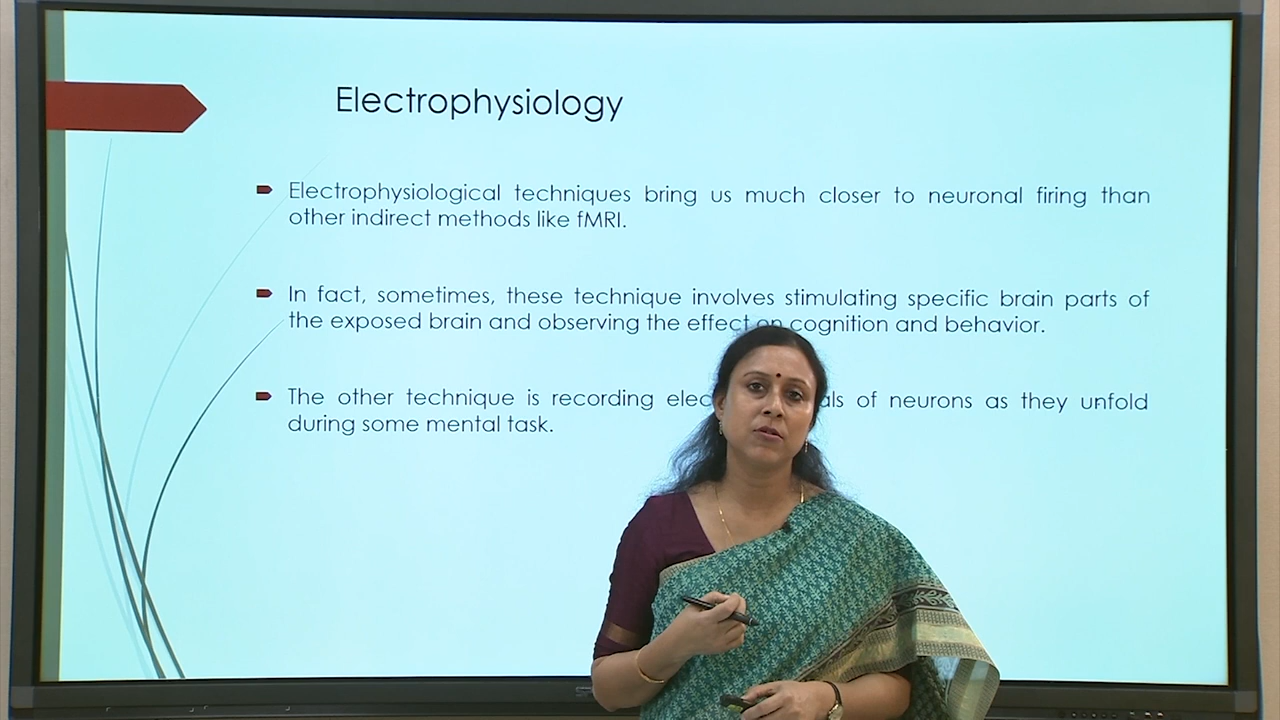 Electrophysiology
Electrophysiological techniques bring us much closer to neuronal firing than
other indirect methods like fMRI.
In fact, sometimes, these technique involves stimulating specific brain parts of
the exposed brain and observing the effect on cognition and behavior.
The other technique is recording of neurons as they unfold
during some mental task.